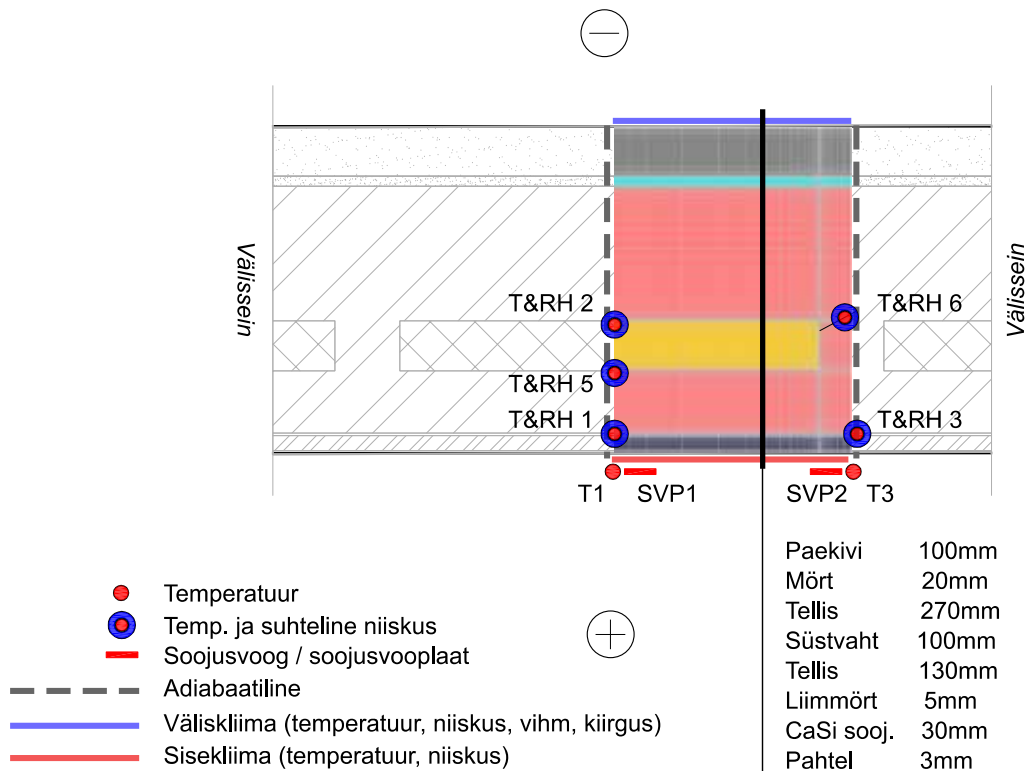 Välissein
Välissein
T&RH 2
T&RH 6
T&RH 5
T&RH 1
T&RH 3
T1
SVP1
SVP2
T3
Paekivi 100mm
Mört 20mm
Tellis 270mm
Süstvaht 100mm
Tellis 130mm
Liimmört 5mm
CaSi sooj. 30mm
Pahtel 3mm
Temperatuur
Temp. ja suhteline niiskus
Soojusvoog / soojusvooplaat
Adiabaatiline
Väliskliima (temperatuur, niiskus, vihm, kiirgus)
Sisekliima (temperatuur, niiskus)